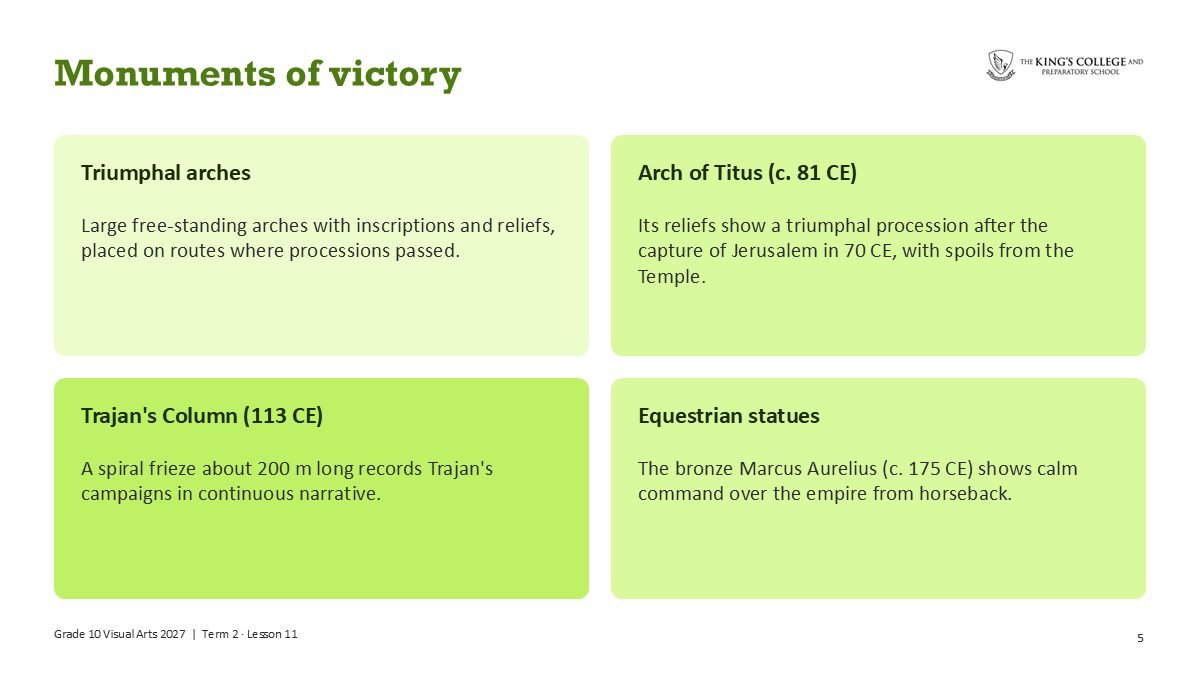 Monuments of victory
THE KING'S COLLEGE AND
PREPARATORY SCHOOL
Triumphal arches
Large free-standing arches with inscriptions and reliefs,
placed on routes where processions passed.
Arch of Titus (c. 81 CE)
Its reliefs show a triumphal procession after the
capture of Jerusalem in 70 CE, with spoils from the
Temple.
Trajan's Column (113 CE)
A spiral frieze about 200 m long records Trajan's
campaigns in continuous narrative.
Equestrian statues
The bronze Marcus Aurelius (c. 175 CE) shows calm
command over the empire from horseback.
Grade 10 Visual Arts 2027 | Term 2 · Lesson 11
5